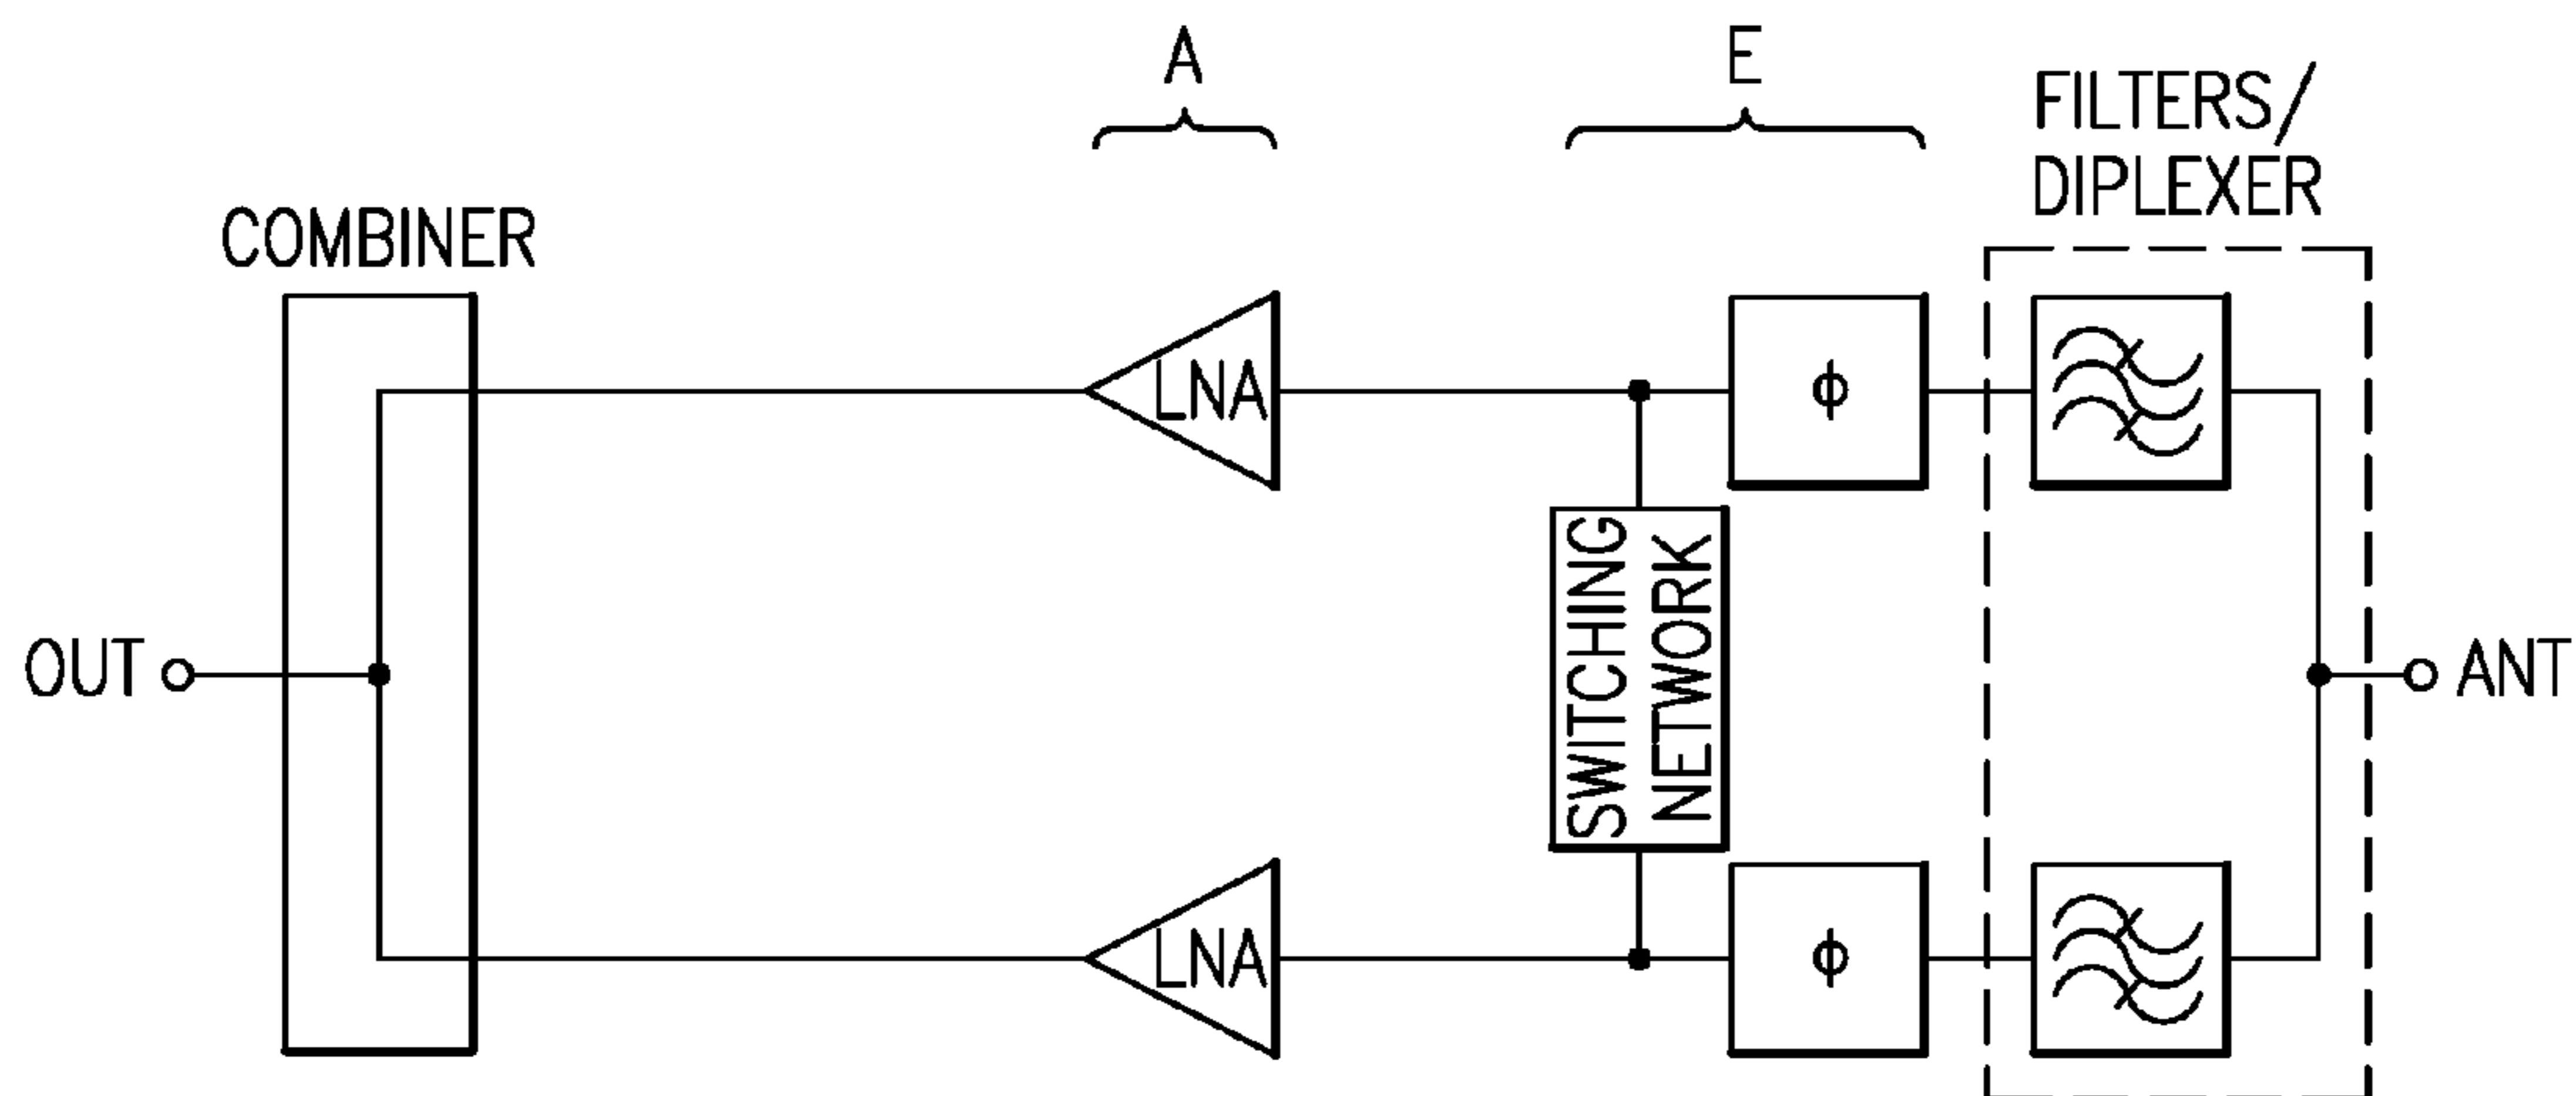 A
E
FILTERS/
DIPLEXER
COMBINER
LNA
ϕ
SWITCHING
NETWORK
OUT
ANT
LNA
ϕ